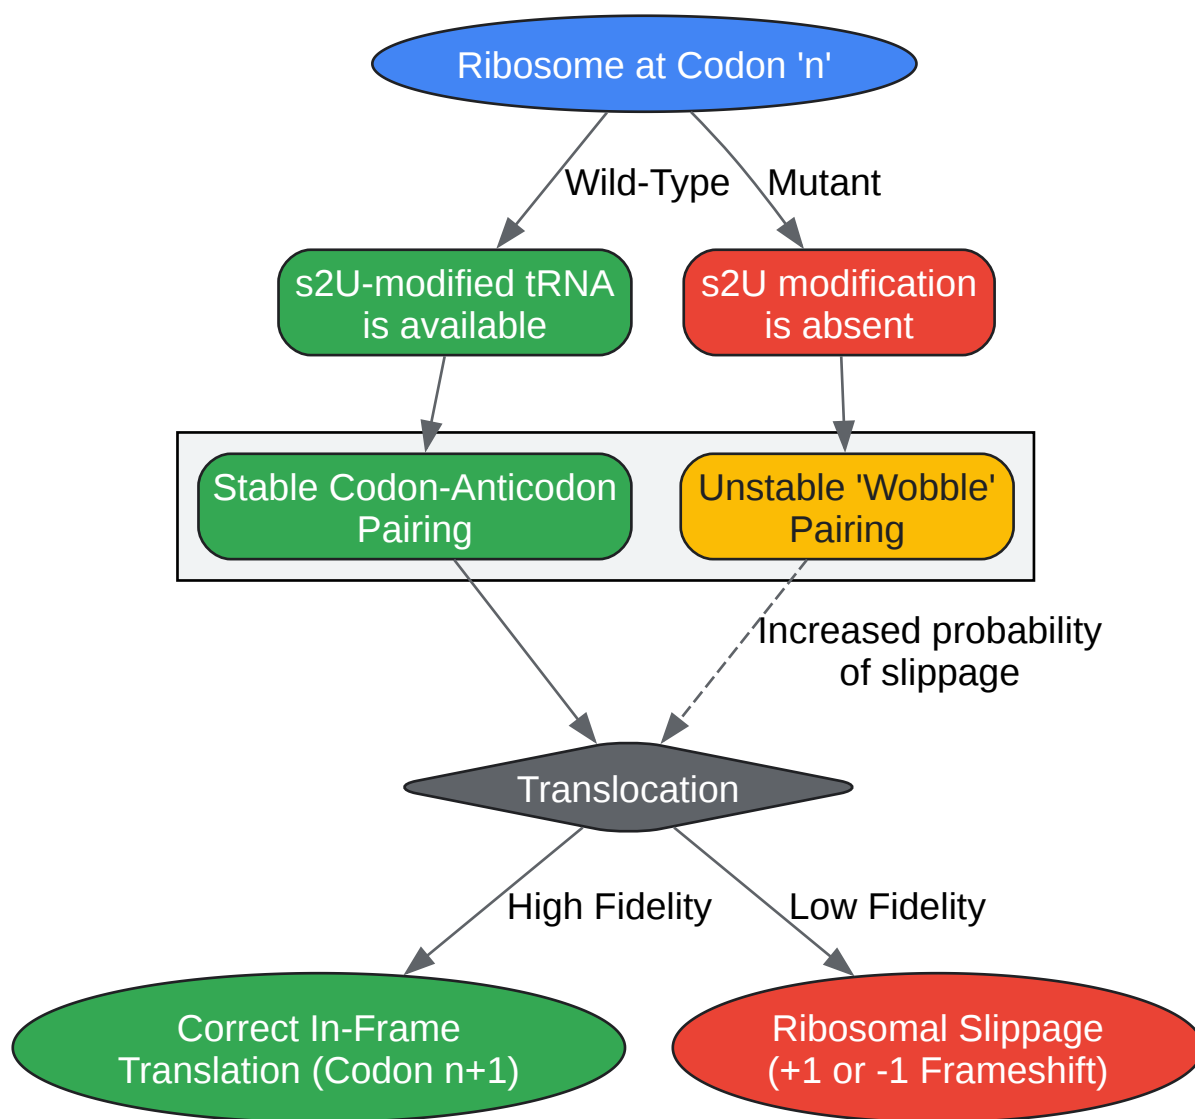 Ribosome at Codon 'n'
Wild-Type
Mutant
s2U-modified tRNA
is available
s2U modification
is absent
Stable Codon-Anticodon
Pairing
Unstable 'Wobble'
Pairing
Increased probability
of slippage
Translocation
High Fidelity
Low Fidelity
Correct In-Frame
Translation (Codon n+1)
Ribosomal Slippage
(+1 or -1 Frameshift)